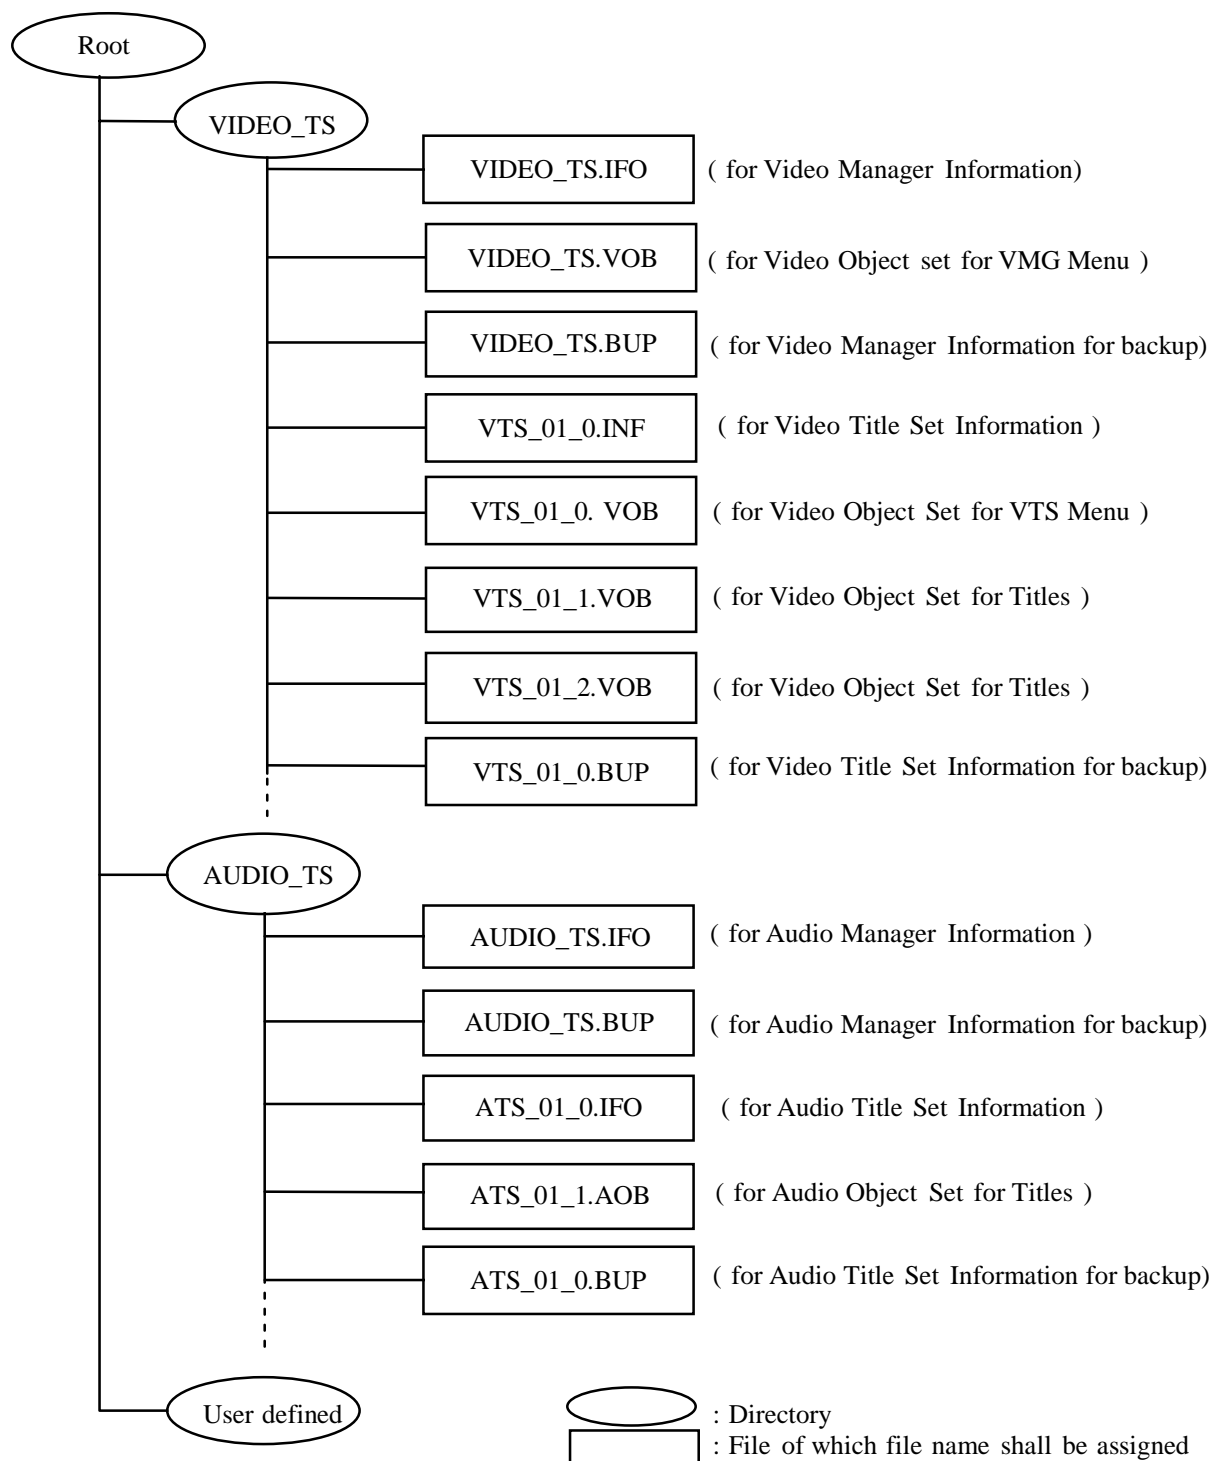 Root
VIDEO_TS
VIDEO_TS.IFO ( for Video Manager Information)
VIDEO_TS.VOB ( for Video Object set for VMG Menu )
VIDEO_TS.BUP ( for Video Manager Information for backup)
VTS_01_0.INF ( for Video Title Set Information )
VTS_01_0. VOB ( for Video Object Set for VTS Menu )
VTS_01_1.VOB ( for Video Object Set for Titles )
VTS_01_2.VOB ( for Video Object Set for Titles )
VTS_01_0.BUP ( for Video Title Set Information for backup)
AUDIO_TS
AUDIO_TS.IFO ( for Audio Manager Information )
AUDIO_TS.BUP ( for Audio Manager Information for backup)
ATS_01_0.IFO ( for Audio Title Set Information )
ATS_01_1.AOB ( for Audio Object Set for Titles )
ATS_01_0.BUP ( for Audio Title Set Information for backup)
User defined
: Directory
: File of which file name shall be assigned